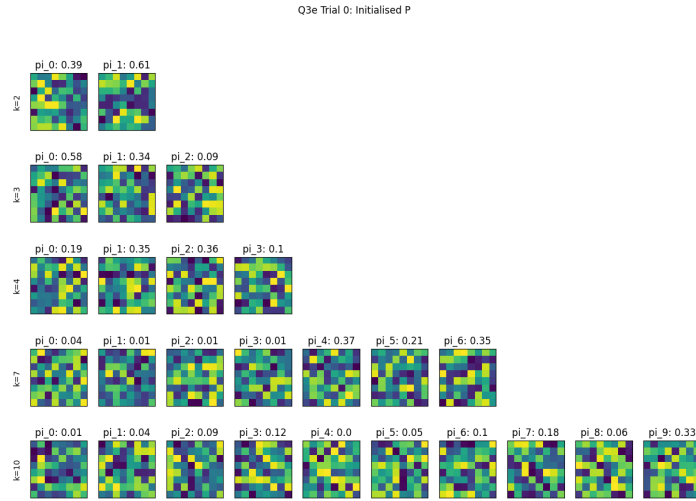 Q3e Trial 0: Initialised P
pi_0: 0.39 pi_1: 0.61
k=2
pi_0: 0.58 pi_1: 0.34 pi_2: 0.09
k=3
pi_0: 0.19 pi_1: 0.35 pi_2: 0.36 pi_3: 0.1
k=4
pi_0: 0.04 pi_1: 0.01 pi_2: 0.01 pi_3: 0.01 pi_4: 0.37 pi_5: 0.21 pi_6: 0.35
k=7
pi_0: 0.01 pi_1: 0.04 pi_2: 0.09 pi_3: 0.12 pi_4: 0.0 pi_5: 0.05 pi_6: 0.1 pi_7: 0.18 pi_8: 0.06 pi_9: 0.33
k=10